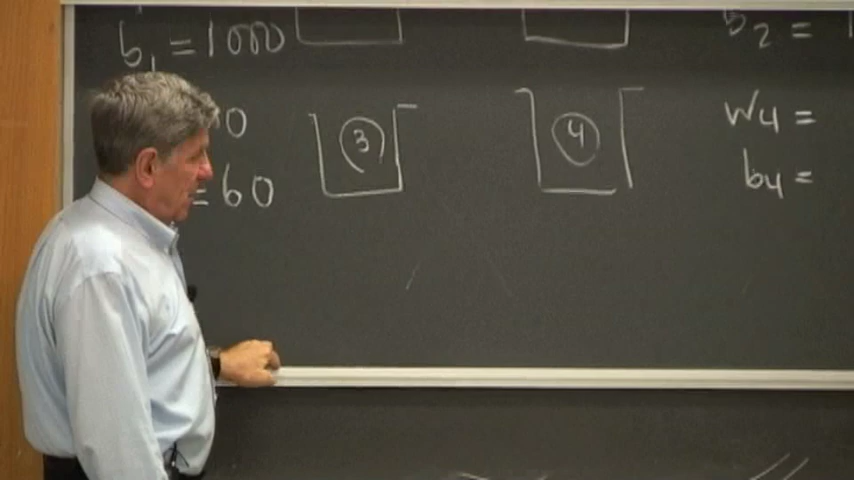 b₁ = 1000
b₂ =
0
③
④
w₄ =
= 60
b₄ =